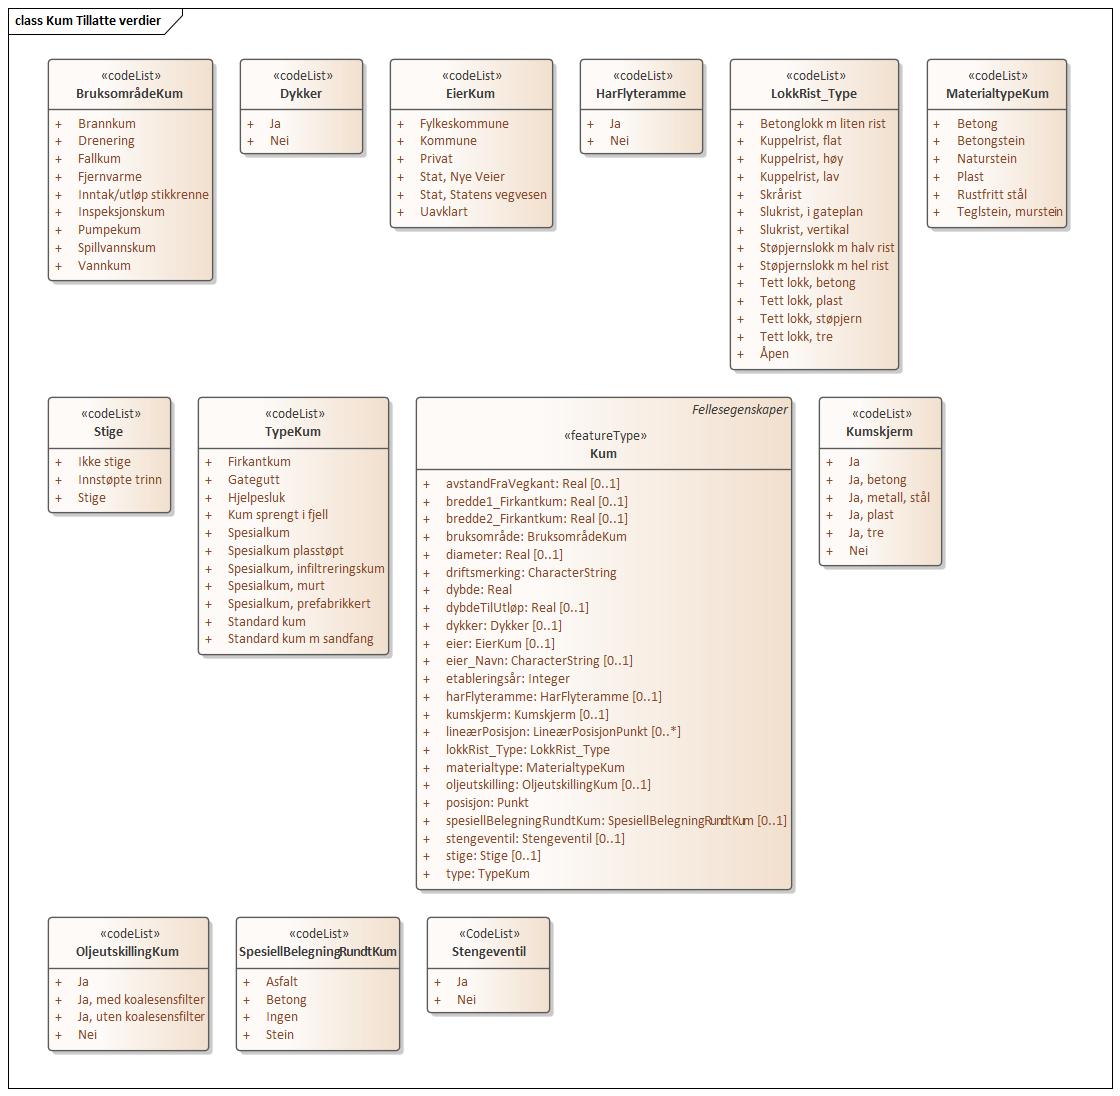 class Kum Tillatte verdier
«codeList»
BruksområdeKum
+ Brannkum
+ Drenering
+ Fallkum
+ Fjernvarme
+ Inntak/utløp stikkrenne
+ Inspeksjonskum
+ Pumpekum
+ Spillvannskum
+ Vannkum
«codeList»
Dykker
+ Ja
+ Nei
«codeList»
EierKum
+ Fylkeskommune
+ Kommune
+ Privat
+ Stat, Nye Veier
+ Stat, Statens vegvesen
+ Uavklart
«codeList»
HarFlyteramme
+ Ja
+ Nei
«codeList»
LokkRist_Type
+ Betonglokk m liten rist
+ Kuppelrist, flat
+ Kuppelrist, høy
+ Kuppelrist, lav
+ Skrårist
+ Slukrist, i gateplan
+ Slukrist, vertikal
+ Støpjernslokk m halv rist
+ Støpjernslokk m hel rist
+ Tett lokk, betong
+ Tett lokk, plast
+ Tett lokk, støpjern
+ Tett lokk, tre
+ Åpen
«codeList»
MaterialtypeKum
+ Betong
+ Betongstein
+ Naturstein
+ Plast
+ Rustfritt stål
+ Teglstein, murstein
«codeList»
Stige
+ Ikke stige
+ Innstøpte trinn
+ Stige
«codeList»
TypeKum
+ Firkantkum
+ Gategutt
+ Hjelpesluk
+ Kum sprengt i fjell
+ Spesialkum
+ Spesialkum plasstøpt
+ Spesialkum, infiltreringskum
+ Spesialkum, murt
+ Spesialkum, prefabrikkert
+ Standard kum
+ Standard kum m sandfang
Fellesegenskaper
«featureType»
Kum
+ avstandFraVegkant: Real [0..1]
+ bredde1_Firkantkum: Real [0..1]
+ bredde2_Firkantkum: Real [0..1]
+ bruksområde: BruksområdeKum
+ diameter: Real [0..1]
+ driftsmerking: CharacterString
+ dybde: Real
+ dybdeTilUtløp: Real [0..1]
+ dykker: Dykker [0..1]
+ eier: EierKum [0..1]
+ eier_Navn: CharacterString [0..1]
+ etableringsår: Integer
+ harFlyteramme: HarFlyteramme [0..1]
+ kumskjerm: Kumskjerm [0..1]
+ lineærPosisjon: LineærPosisjonPunkt [0..*]
+ lokkRist_Type: LokkRist_Type
+ materialtype: MaterialtypeKum
+ oljeutskilling: OljeutskillingKum [0..1]
+ posisjon: Punkt
+ spesiellBelegningRundtKum: SpesiellBelegningRundtKum [0..1]
+ stengeventil: Stengeventil [0..1]
+ stige: Stige [0..1]
+ type: TypeKum
«codeList»
Kumskjerm
+ Ja
+ Ja, betong
+ Ja, metall, stål
+ Ja, plast
+ Ja, tre
+ Nei
«codeList»
OljeutskillingKum
+ Ja
+ Ja, med koalesensfilter
+ Ja, uten koalesensfilter
+ Nei
«codeList»
SpesiellBelegningRundtKum
+ Asfalt
+ Betong
+ Ingen
+ Stein
«CodeList»
Stengeventil
+ Ja
+ Nei